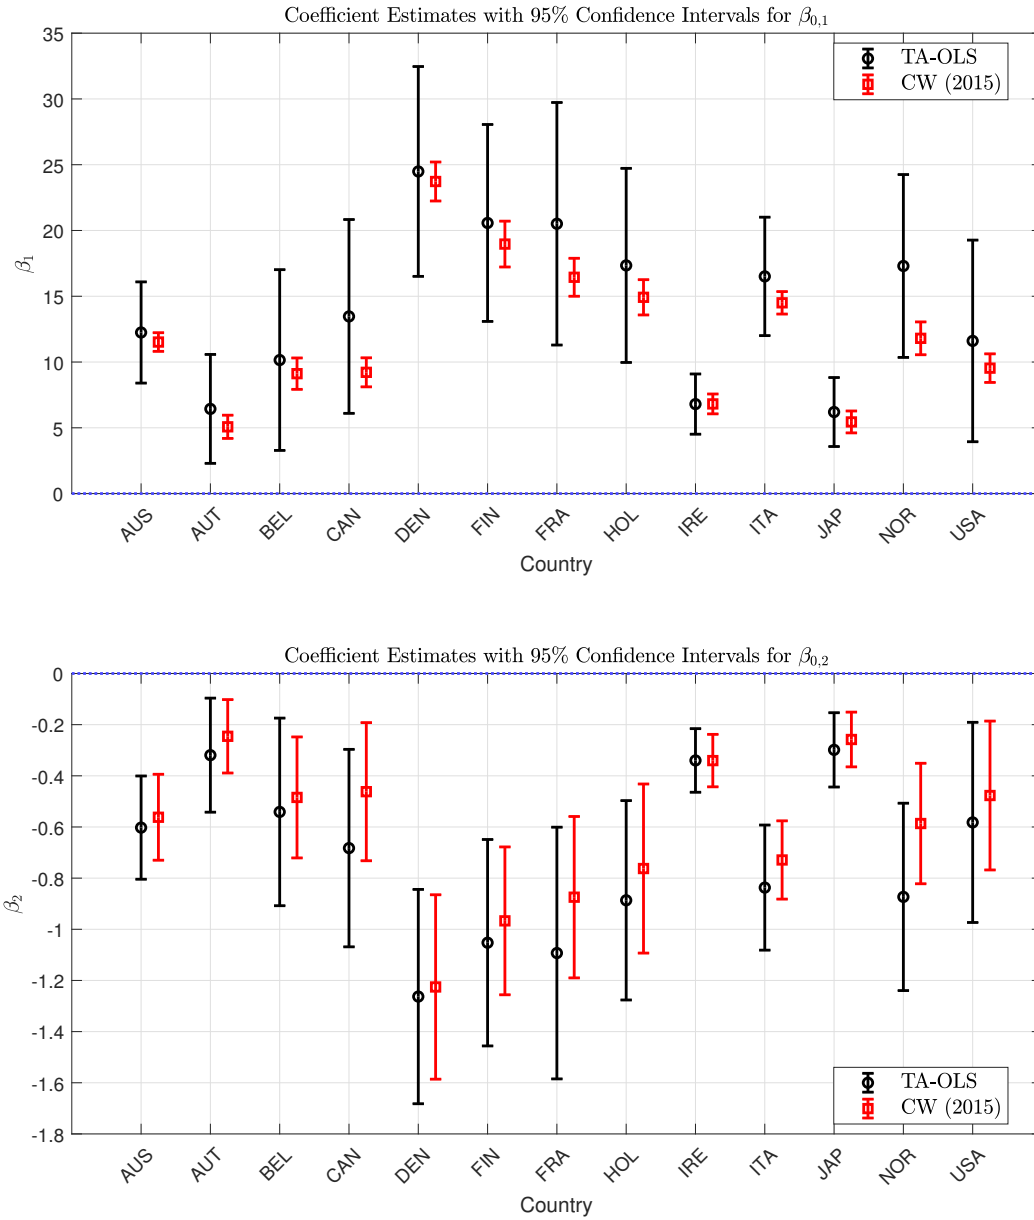 Coefficient Estimates with 95% Confidence Intervals for β0,1
35
30
25
20
15
10
5
0
β1
TA-OLS
CW (2015)
AUS
AUT
BEL
CAN
DEN
FIN
FRA
HOL
IRE
ITA
JAP
NOR
USA
Country
Coefficient Estimates with 95% Confidence Intervals for β0,2
0
-0.2
-0.4
-0.6
-0.8
-1
-1.2
-1.4
-1.6
-1.8
β2
TA-OLS
CW (2015)
AUS
AUT
BEL
CAN
DEN
FIN
FRA
HOL
IRE
ITA
JAP
NOR
USA
Country